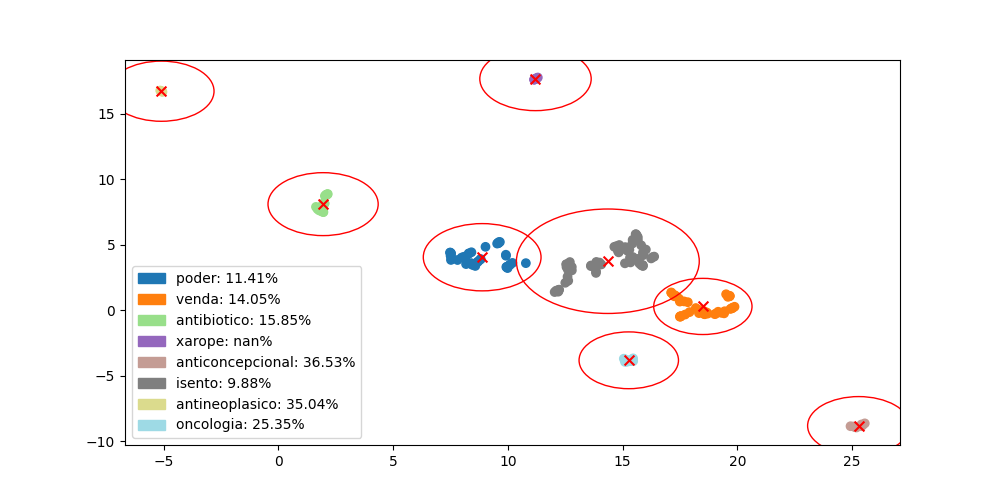 15
10
5
0
−5
−10
poder: 11.41%
venda: 14.05%
antibiotico: 15.85%
xarope: nan%
anticoncepcional: 36.53%
isento: 9.88%
antineoplasico: 35.04%
oncologia: 25.35%
−5 0 5 10 15 20 25